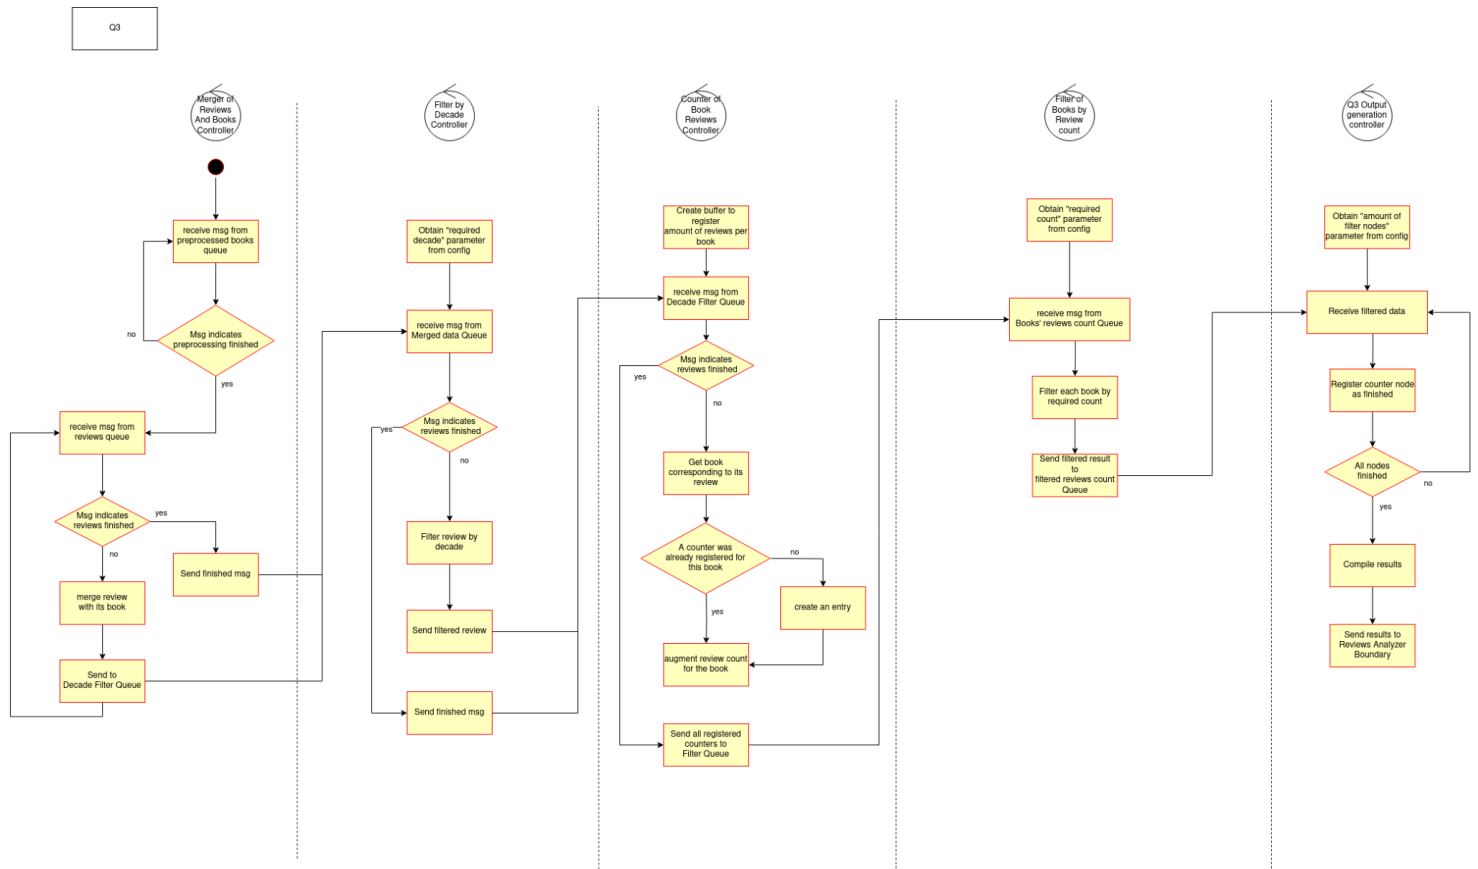 Q3
Merger of
Reviews
And Books
Controller
receive msg from
preprocessed books
queue
Msg indicates
preprocessing finished
no
yes
receive msg from
reviews queue
Msg indicates
reviews finished
yes
no
Send finished msg
merge review
with its book
Send to
Decade Filter Queue
Filter by
Decade
Controller
Obtain "required
decade" parameter
from config
receive msg from
Merged data Queue
Msg indicates
reviews finished
yes
no
Filter review by
decade
Send filtered review
Send finished msg
Counter of
Book
Reviews
Controller
Create buffer to
register
amount of reviews per
book
receive msg from
Decade Filter Queue
Msg indicates
reviews finished
yes
no
Get book
corresponding to its
review
A counter was
already registered for
this book
no
yes
create an entry
augment review count
for the book
Send all registered
counters to
Filter Queue
Filter of
Books by
Review
count
Obtain "required
count" parameter
from config
receive msg from
Books' reviews count Queue
Filter each book by
required count
Send filtered result
to
filtered reviews count
Queue
Q3 Output
generation
controller
Obtain "amount of
filter nodes"
parameter from config
Receive filtered data
Register counter node
as finished
All nodes
finished
no
yes
Compile results
Send results to
Reviews Analyzer
Boundary